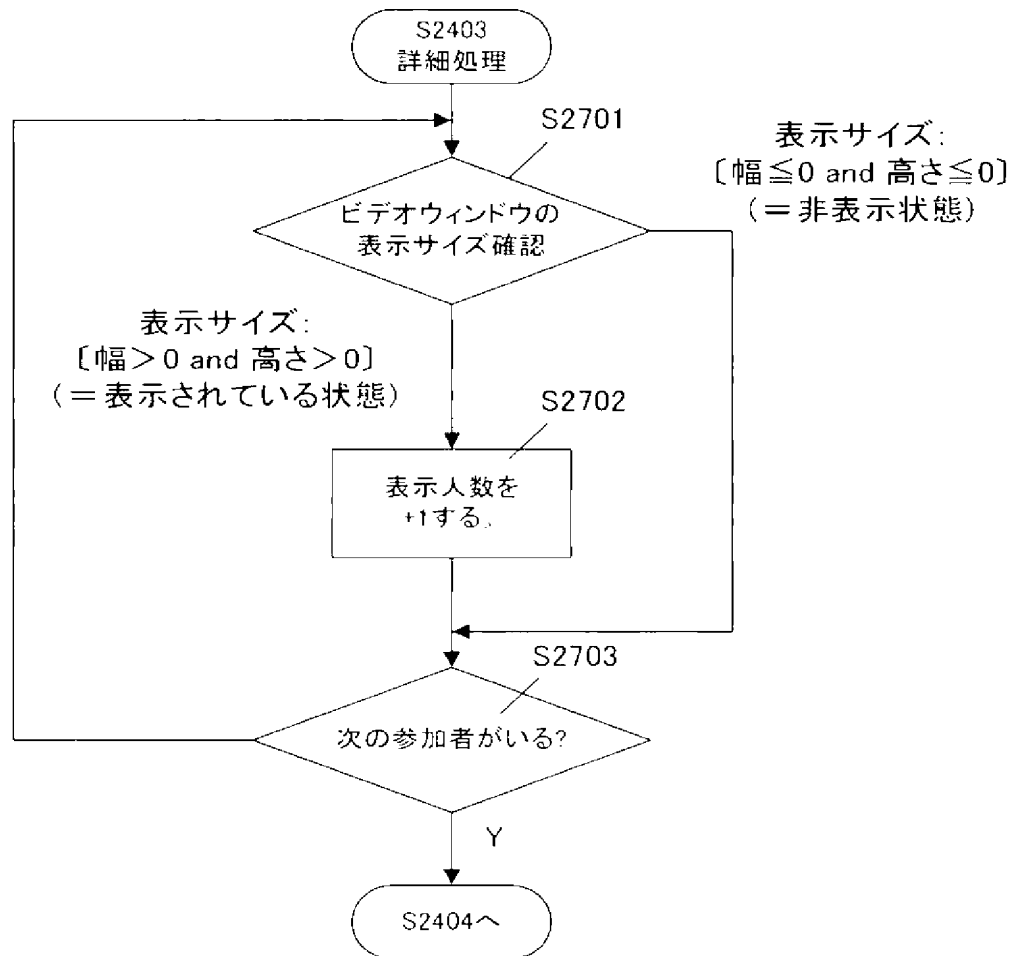 S2403
詳細処理
S2701
表示サイズ:
〔幅≦0 and 高さ≦0〕
(=非表示状態)
ビデオウィンドウの
表示サイズ確認
表示サイズ:
〔幅>0 and 高さ>0〕
(=表示されている状態)
S2702
表示人数を
+1する。
S2703
次の参加者がいる?
Y
S2404へ